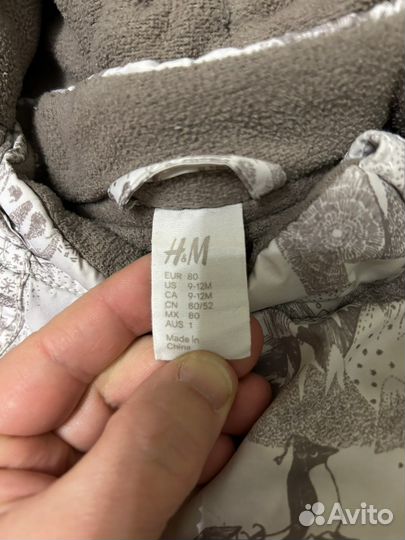 H&M
EUR 80
US 9-12M
CA 9-12M
CN 80/52
MX 80
AUS 1
Made in
China
Avito